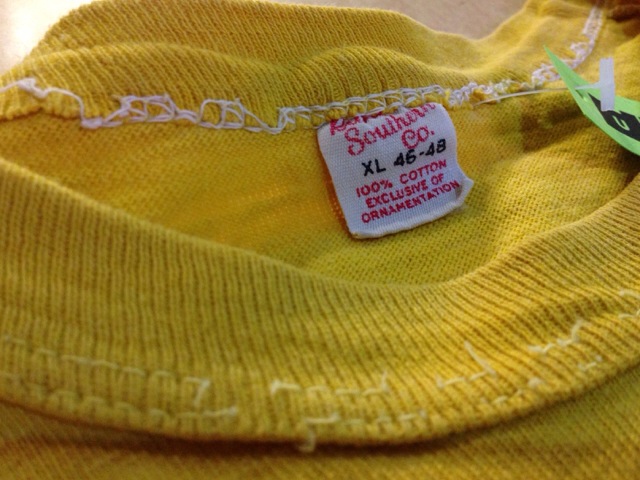 Southern
Co.
XL 46-48
100% COTTON
EXCLUSIVE OF
ORNAMENTATION